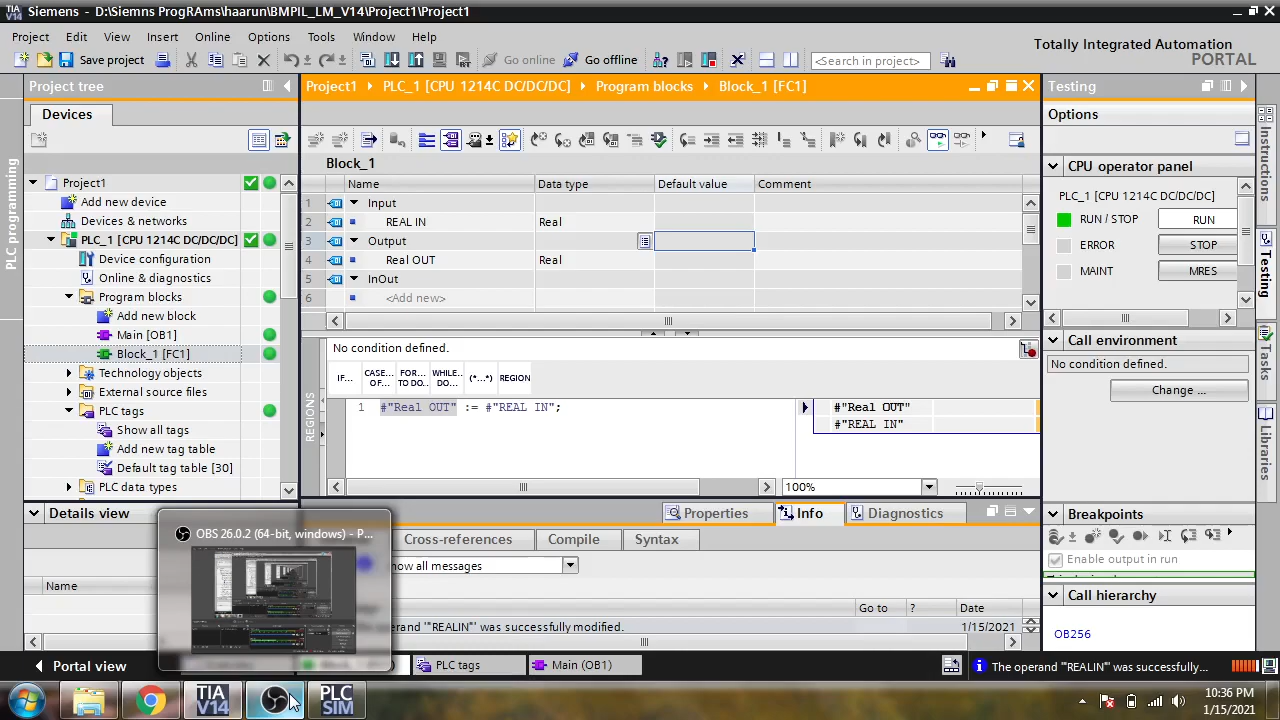 Siemens - D:\Siemns ProgRAms\haarun\BMPIL_LM_V14\Project1\Project1
Project Edit View Insert Online Options Tools Window Help
Totally Integrated Automation
PORTAL
Save project
Go online
Go offline
<Search in project>
Project tree
Project1 PLC_1 [CPU 1214C DC/DC/DC] Program blocks Block_1 [FC1]
Testing
Devices
Options
PLC programming
Block_1
CPU operator panel
Name Data type Default value Comment
1 Input
2 REAL IN Real
3 Output
4 Real OUT Real
5 InOut
6 <Add new>
Project1
Add new device
Devices & networks
PLC_1 [CPU 1214C DC/DC/DC]
Device configuration
Online & diagnostics
Program blocks
Add new block
Main [OB1]
Block_1 [FC1]
Technology objects
External source files
PLC tags
Show all tags
Add new tag table
Default tag table [30]
PLC data types
PLC_1 [CPU 1214C DC/DC/DC]
RUN / STOP RUN
ERROR STOP
MAINT MRES
Call environment
No condition defined.
Change ...
No condition defined.
IF...
CASE... OF...
FOR... TO DO...
WHILE.. DO...
(*...*)
REGION
REGIONS
1 #"Real OUT" := #"REAL IN";
#"Real OUT"
#"REAL IN"
100%
Properties Info Diagnostics
Cross-references Compile Syntax
Show all messages
Go to ? Date
operand '"REALIN"' was successfully modified. 1/15/2021
Details view
Name
OBS 26.0.2 (64-bit, windows) - P...
Breakpoints
Enable output in run
Call hierarchy
OB256
Instructions
Testing
Tasks
Libraries
Portal view
PLC tags
Main (OB1)
The operand '"REALIN"' was successfully...
TIA V14
PLC SIM
10:36 PM
1/15/2021